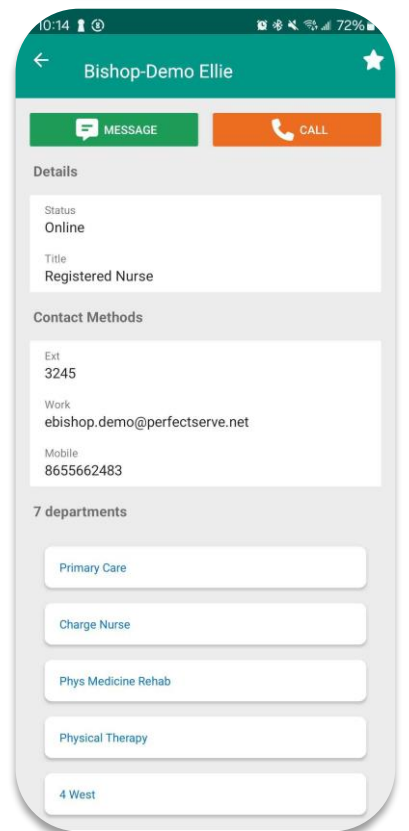 10:14
72%
Bishop-Demo Ellie
MESSAGE
CALL
Details
Status
Online
Title
Registered Nurse
Contact Methods
Ext
3245
Work
ebishop.demo@perfectserve.net
Mobile
8655662483
7 departments
Primary Care
Charge Nurse
Phys Medicine Rehab
Physical Therapy
4 West